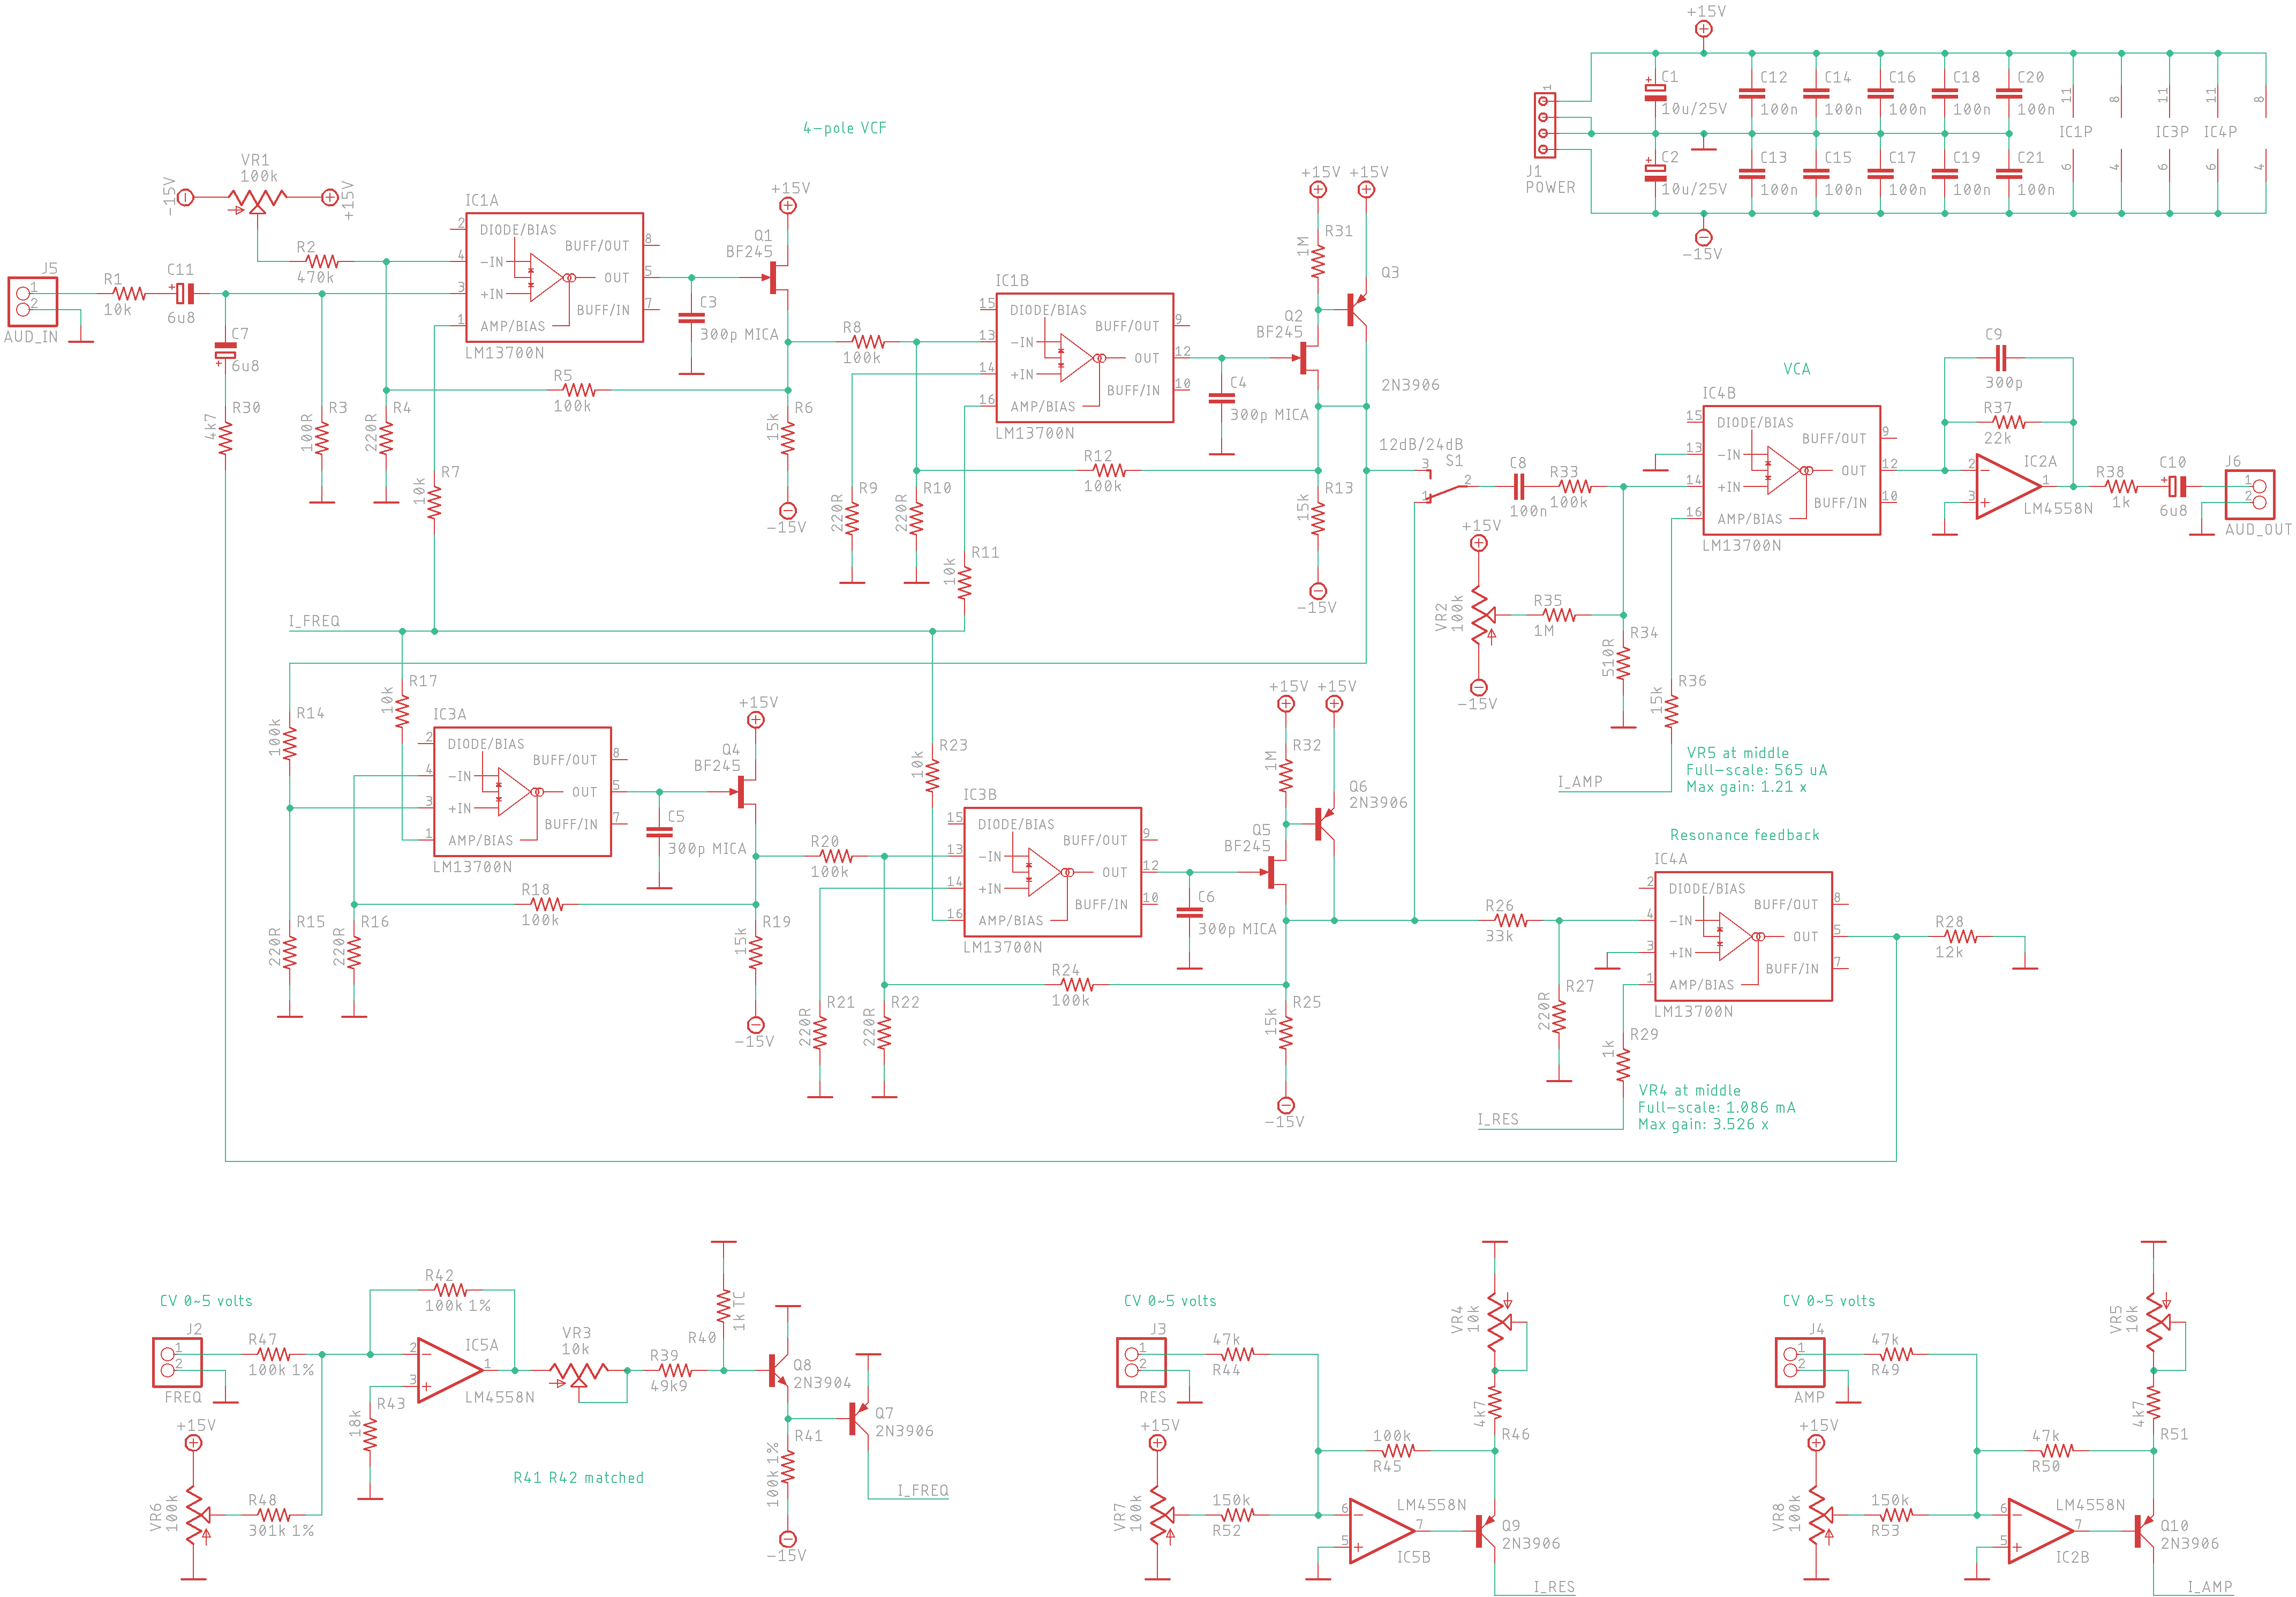 +15V
J1
POWER
1
C1
10u/25V
C12
100n
C14
100n
C16
100n
C18
100n
C20
100n
11
8
11
11
8
IC1P
IC3P
IC4P
C2
10u/25V
C13
100n
C15
100n
C17
100n
C19
100n
C21
100n
6
4
6
6
4
-15V
4-pole VCF
VR1
100k
-15V
+15V
R2
470k
J5
1
2
AUD_IN
R1
10k
C11
6u8
C7
6u8
R30
4k7
R3
100R
R4
220R
IC1A
2
4
3
1
DIODE/BIAS
-IN
+IN
AMP/BIAS
BUFF/OUT
OUT
BUFF/IN
8
5
7
LM13700N
R7
10k
C3
300p MICA
+15V
Q1
BF245
R5
100k
R6
15k
-15V
R8
100k
IC1B
15
13
14
16
DIODE/BIAS
-IN
+IN
AMP/BIAS
BUFF/OUT
OUT
BUFF/IN
9
12
10
LM13700N
R9
220R
R10
220R
R11
10k
R12
100k
C4
300p MICA
+15V
+15V
R31
1M
Q3
2N3906
Q2
BF245
R13
15k
-15V
12dB/24dB
S1
3
1
2
C8
100n
R33
100k
+15V
VR2
100k
-15V
R35
1M
R34
510R
VCA
IC4B
15
13
14
16
DIODE/BIAS
-IN
+IN
AMP/BIAS
BUFF/OUT
OUT
BUFF/IN
9
12
10
LM13700N
R36
15k
I_AMP
VR5 at middle
Full-scale: 565 uA
Max gain: 1.21 x
C9
300p
R37
22k
IC2A
2
3
1
LM4558N
R38
1k
C10
6u8
J6
1
2
AUD_OUT
I_FREQ
R14
100k
R17
10k
R15
220R
R16
220R
IC3A
2
4
3
1
DIODE/BIAS
-IN
+IN
AMP/BIAS
BUFF/OUT
OUT
BUFF/IN
8
5
7
LM13700N
C5
300p MICA
+15V
Q4
BF245
R18
100k
R19
15k
-15V
R20
100k
R21
220R
R22
220R
R23
10k
IC3B
15
13
14
16
DIODE/BIAS
-IN
+IN
AMP/BIAS
BUFF/OUT
OUT
BUFF/IN
9
12
10
LM13700N
R24
100k
C6
300p MICA
+15V
+15V
R32
1M
Q6
2N3906
Q5
BF245
R25
15k
-15V
Resonance feedback
R26
33k
R27
220R
IC4A
2
4
3
1
DIODE/BIAS
-IN
+IN
AMP/BIAS
BUFF/OUT
OUT
BUFF/IN
8
5
7
LM13700N
R28
12k
R29
1k
I_RES
VR4 at middle
Full-scale: 1.086 mA
Max gain: 3.526 x
CV 0~5 volts
J2
1
2
FREQ
R47
100k 1%
+15V
VR6
100k
R48
301k 1%
R42
100k 1%
IC5A
2
3
1
LM4558N
R43
18k
VR3
10k
R39
49k9
R40
1k TC
Q8
2N3904
R41
100k 1%
-15V
Q7
2N3906
I_FREQ
R41 R42 matched
CV 0~5 volts
J3
1
2
RES
47k
R44
+15V
VR7
100k
150k
R52
100k
R45
VR4
10k
4k7
R46
LM4558N
6
5
7
IC5B
Q9
2N3906
I_RES
CV 0~5 volts
J4
1
2
AMP
47k
R49
+15V
VR8
100k
150k
R53
47k
R50
VR5
10k
4k7
R51
LM4558N
6
5
7
IC2B
Q10
2N3906
I_AMP